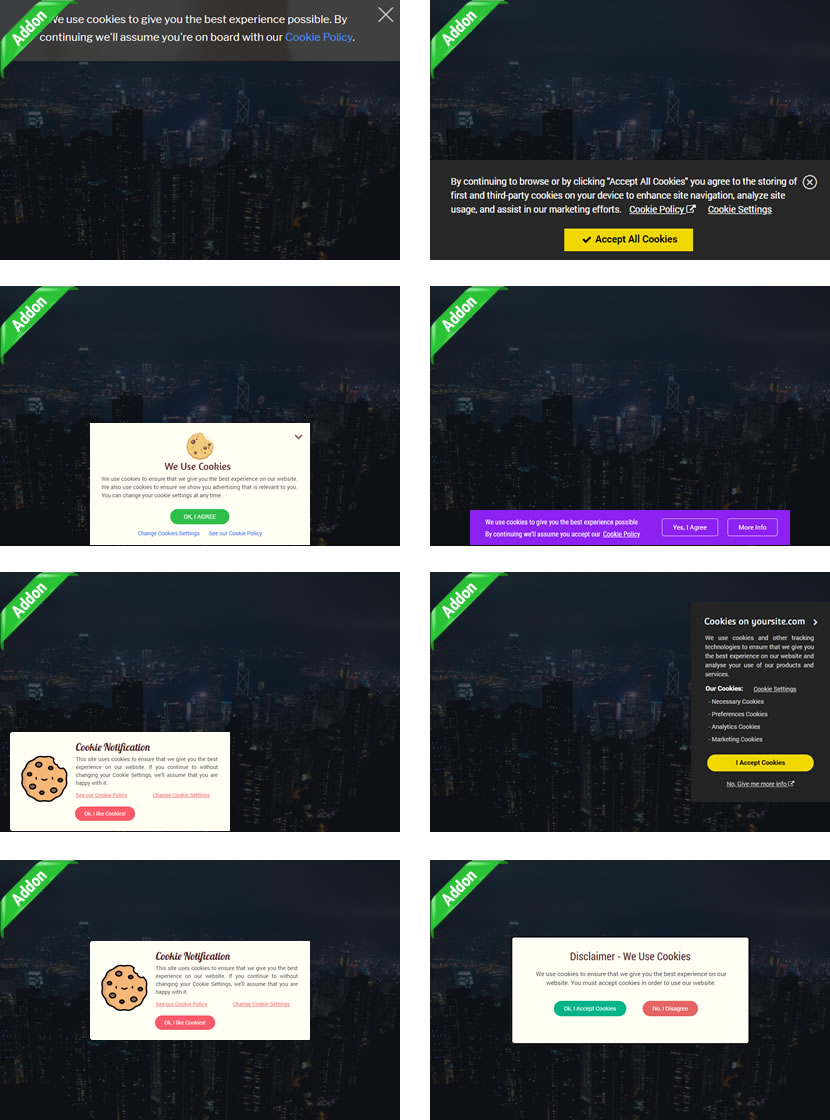 Addon
We use cookies to give you the best experience possible. By
continuing we'll assume you're on board with our Cookie Policy.
Addon
By continuing to browse or by clicking "Accept All Cookies" you agree to the storing of
first and third-party cookies on your device to enhance site navigation, analyze site
usage, and assist in our marketing efforts. Cookie Policy Cookie Settings
Accept All Cookies
Addon
We Use Cookies
We use cookies to ensure that we give you the best experience on our website.
We also use cookies to ensure we show you advertising that is relevant to you.
You can change your cookie settings at any time.
OK, I AGREE
Change Cookies Settings See our Cookie Policy
Addon
We use cookies to give you the best experience possible
By continuing we'll assume you accept our Cookie Policy
Yes, I Agree
More Info
Addon
Cookie Notification
This site uses cookies to ensure that we give you the best
experience on our website. If you continue to without
changing your Cookie Settings, we'll assume that you are
happy with it.
See our Cookie Policy Change Cookie Settings
Ok, I like Cookies!
Addon
Cookies on yoursite.com
We use cookies and other tracking
technologies to ensure that we give you
the best experience on our website and
analyse your use of our products and
services.
Our Cookies: Cookie Settings
- Necessary Cookies
- Preferences Cookies
- Analytics Cookies
- Marketing Cookies
I Accept Cookies
No, Give me more info
Addon
Cookie Notification
This site uses cookies to ensure that we give you the best
experience on our website. If you continue to without
changing your Cookie Settings, we'll assume that you are
happy with it.
See our Cookie Policy Change Cookie Settings
Ok, I like Cookies!
Addon
Disclaimer - We Use Cookies
We use cookies to ensure that we give you the best experience on our
website. You must accept cookies in order to use our website.
Ok, I Accept Cookies
No, I Disagree